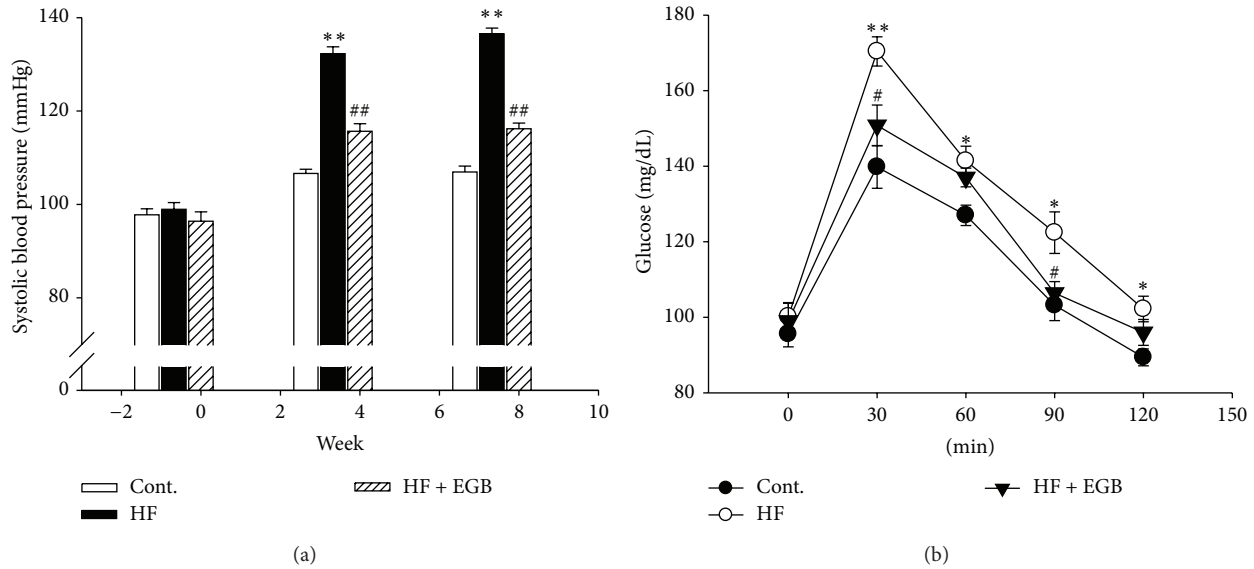 140
120
100
80
0
Systolic blood pressure (mmHg)
**
##
**
##
−2 0 2 4 6 8 10
Week
Cont.
HF
HF + EGB
(a)
180
160
140
120
100
80
Glucose (mg/dL)
**
#
*
*
#
*
0 30 60 90 120 150
(min)
Cont.
HF
HF + EGB
(b)